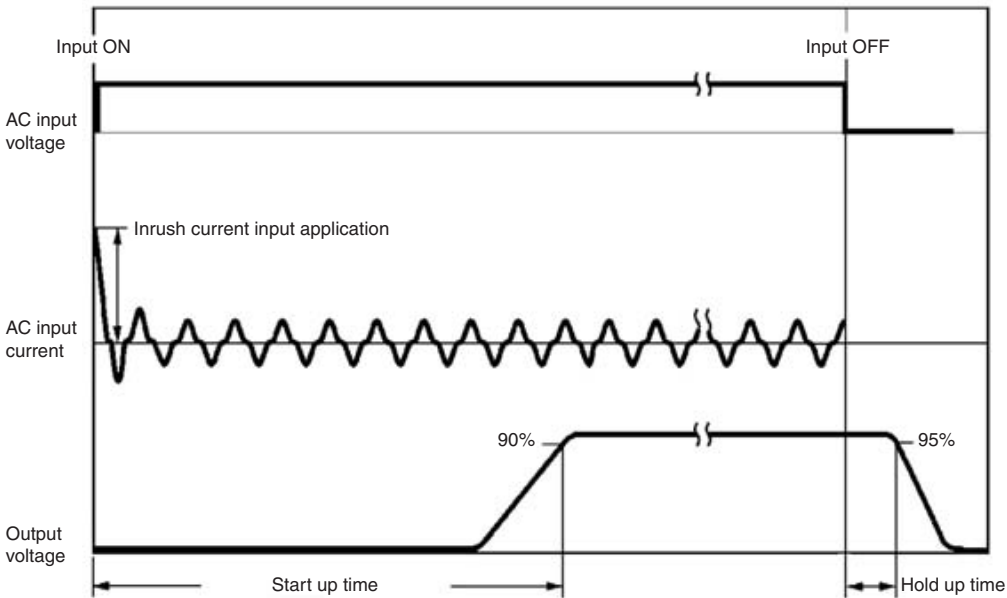 Input ON
Input OFF
AC input
voltage
Inrush current input application
AC input
current
90%
95%
Output
voltage
Start up time
Hold up time